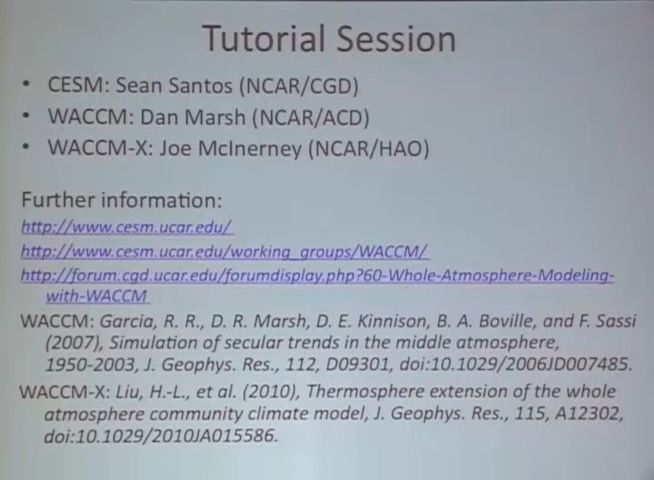 Tutorial Session
• CESM: Sean Santos (NCAR/CGD)
• WACCM: Dan Marsh (NCAR/ACD)
• WACCM-X: Joe McInerney (NCAR/HAO)
Further information:
http://www.cesm.ucar.edu/
http://www.cesm.ucar.edu/working_groups/WACCM/
http://forum.cgd.ucar.edu/forumdisplay.php?60-Whole-Atmosphere-Modeling-
with-WACCM
WACCM: Garcia, R. R., D. R. Marsh, D. E. Kinnison, B. A. Boville, and F. Sassi
(2007), Simulation of secular trends in the middle atmosphere,
1950-2003, J. Geophys. Res., 112, D09301, doi:10.1029/2006JD007485.
WACCM-X: Liu, H.-L., et al. (2010), Thermosphere extension of the whole
atmosphere community climate model, J. Geophys. Res., 115, A12302,
doi:10.1029/2010JA015586.